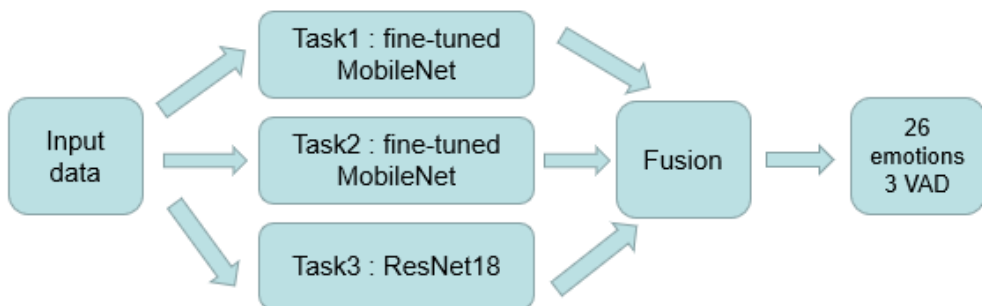 Input
data
Task1 : fine-tuned
MobileNet
Task2 : fine-tuned
MobileNet
Task3 : ResNet18
Fusion
26
emotions
3 VAD